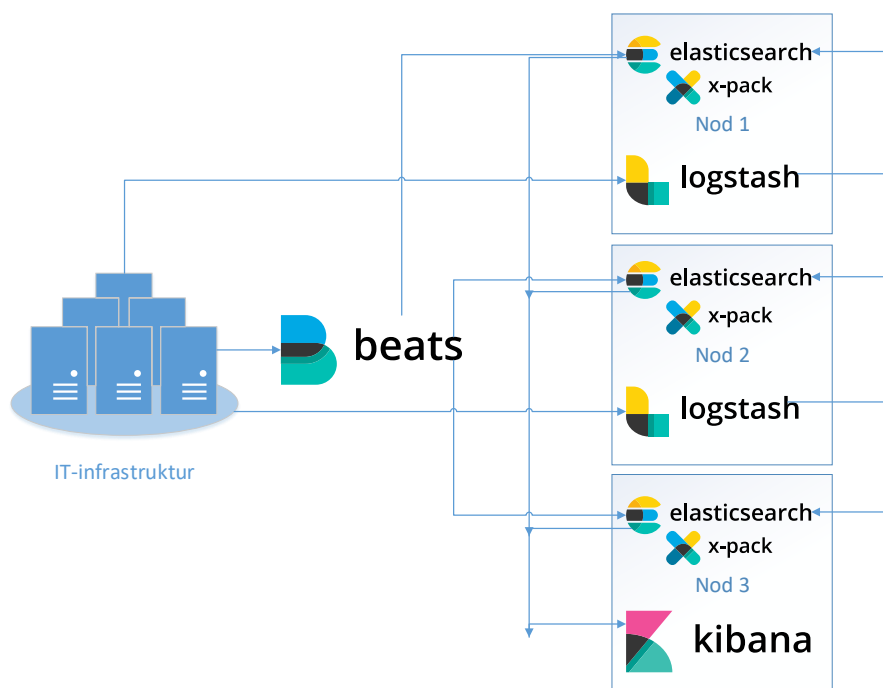 elasticsearch
x-pack
Nod 1
logstash
elasticsearch
x-pack
Nod 2
logstash
beats
IT-infrastruktur
elasticsearch
x-pack
Nod 3
kibana